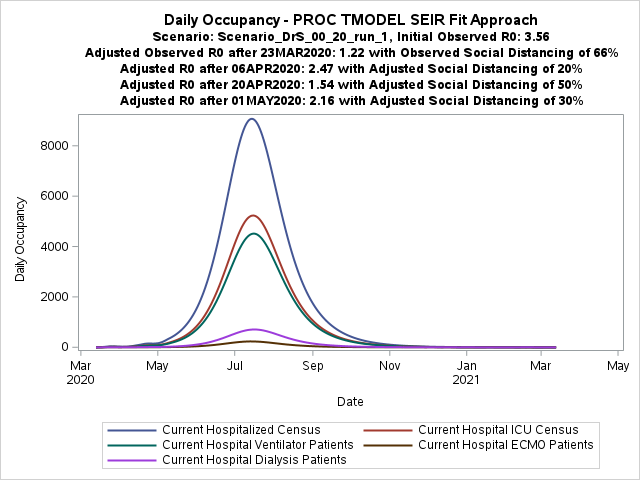 Daily Occupancy - PROC TMODEL SEIR Fit Approach
Scenario: Scenario_DrS_00_20_run_1, Initial Observed R0: 3.56
Adjusted Observed R0 after 23MAR2020: 1.22 with Observed Social Distancing of 66%
Adjusted R0 after 06APR2020: 2.47 with Adjusted Social Distancing of 20%
Adjusted R0 after 20APR2020: 1.54 with Adjusted Social Distancing of 50%
Adjusted R0 after 01MAY2020: 2.16 with Adjusted Social Distancing of 30%
Daily Occupancy
8000
6000
4000
2000
0
Mar May Jul Sep Nov Jan Mar May
2020 2021
Date
Current Hospitalized Census Current Hospital ICU Census
Current Hospital Ventilator Patients Current Hospital ECMO Patients
Current Hospital Dialysis Patients